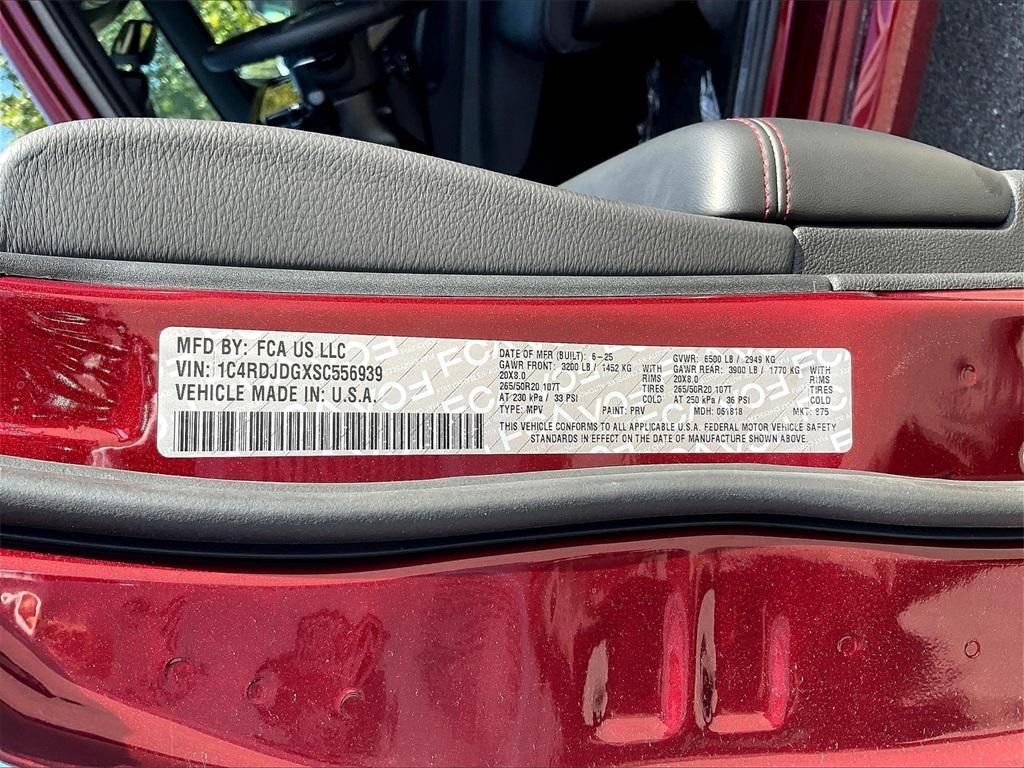 MFD BY: FCA US LLC
VIN: 1C4RDJDGXSC556939
VEHICLE MADE IN: U.S.A.
DATE OF MFR (BUILT): 6-25 GVWR: 6500 LB / 2949 KG
GAWR FRONT: 3200 LB / 1452 KG WITH GAWR REAR: 3900 LB / 1770 KG WITH
20X8.0 RIMS 20X8.0 RIMS
265/50R20 107T TIRES 265/50R20 107T TIRES
AT 230 kPa / 33 PSI COLD AT 250 kPa / 36 PSI COLD
TYPE: MPV PAINT: PRV MDH: 061818 MKT: 975
THIS VEHICLE CONFORMS TO ALL APPLICABLE U.S.A. FEDERAL MOTOR VEHICLE SAFETY
STANDARDS IN EFFECT ON THE DATE OF MANUFACTURE SHOWN ABOVE.